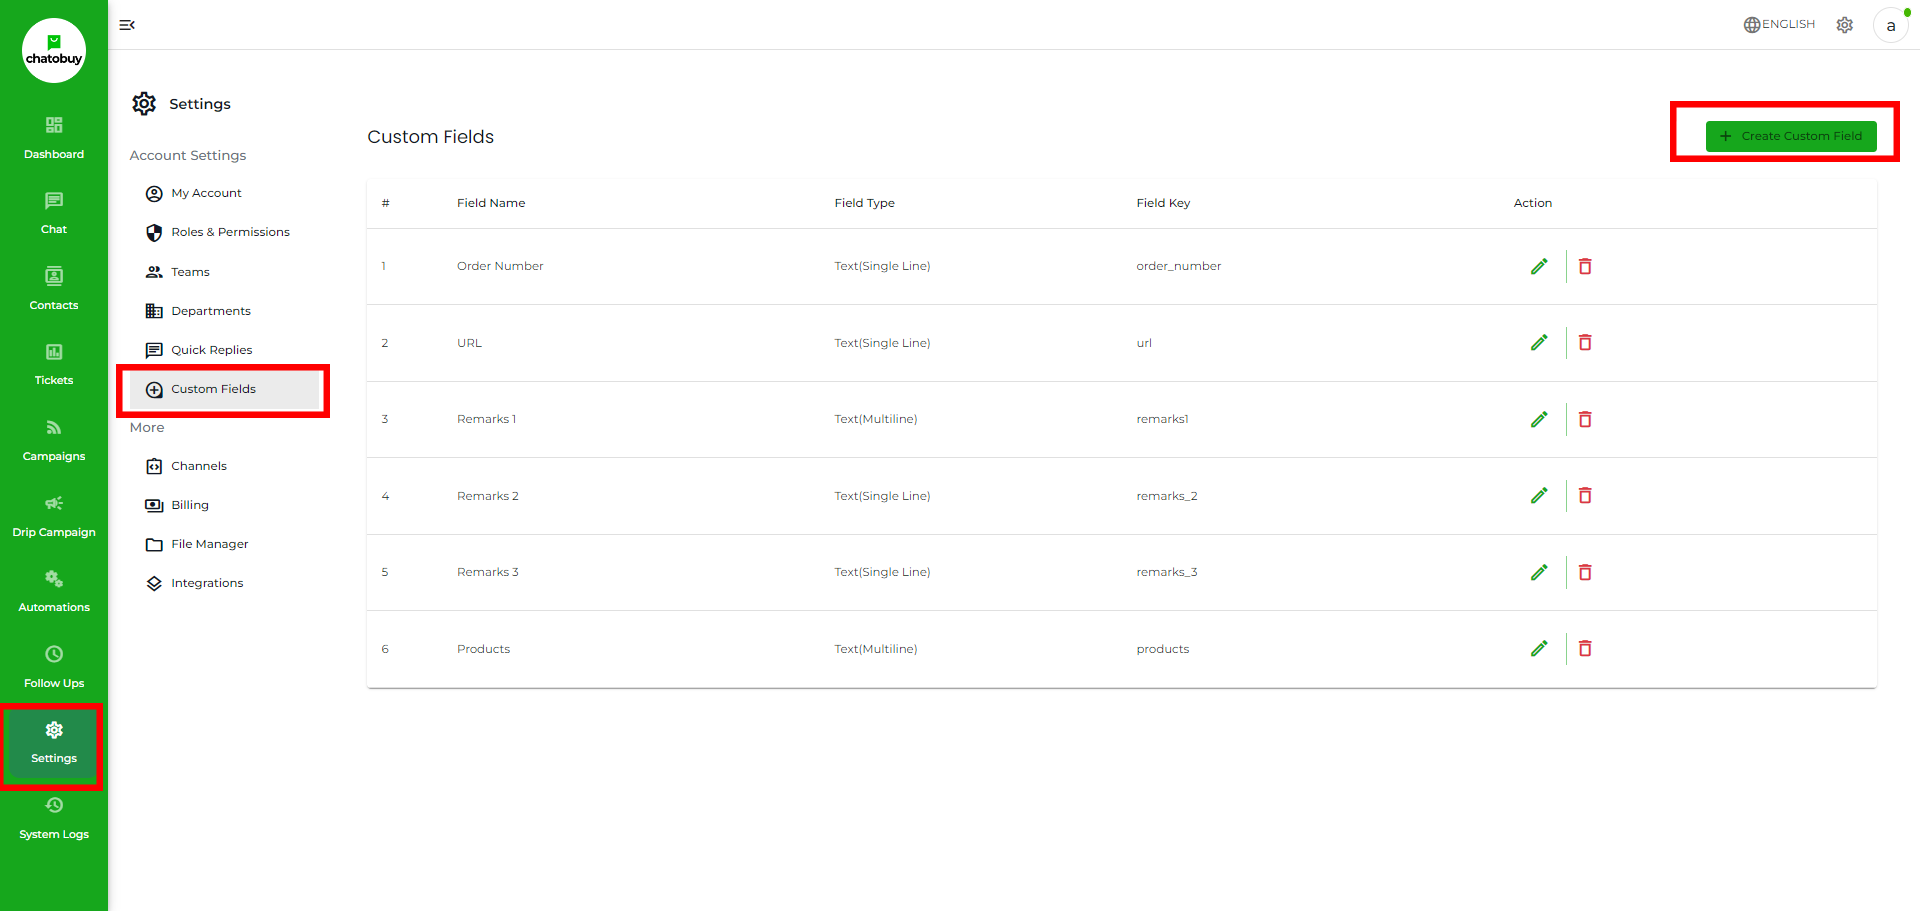 chatobuy
ENGLISH
a
Dashboard
Chat
Contacts
Tickets
Campaigns
Drip Campaign
Automations
Follow Ups
Settings
System Logs
Settings
Account Settings
My Account
Roles & Permissions
Teams
Departments
Quick Replies
Custom Fields
More
Channels
Billing
File Manager
Integrations
Custom Fields
+ Create Custom Field
# Field Name Field Type Field Key Action
1 Order Number Text(Single Line) order_number
2 URL Text(Single Line) url
3 Remarks 1 Text(Multiline) remarks1
4 Remarks 2 Text(Single Line) remarks_2
5 Remarks 3 Text(Single Line) remarks_3
6 Products Text(Multiline) products